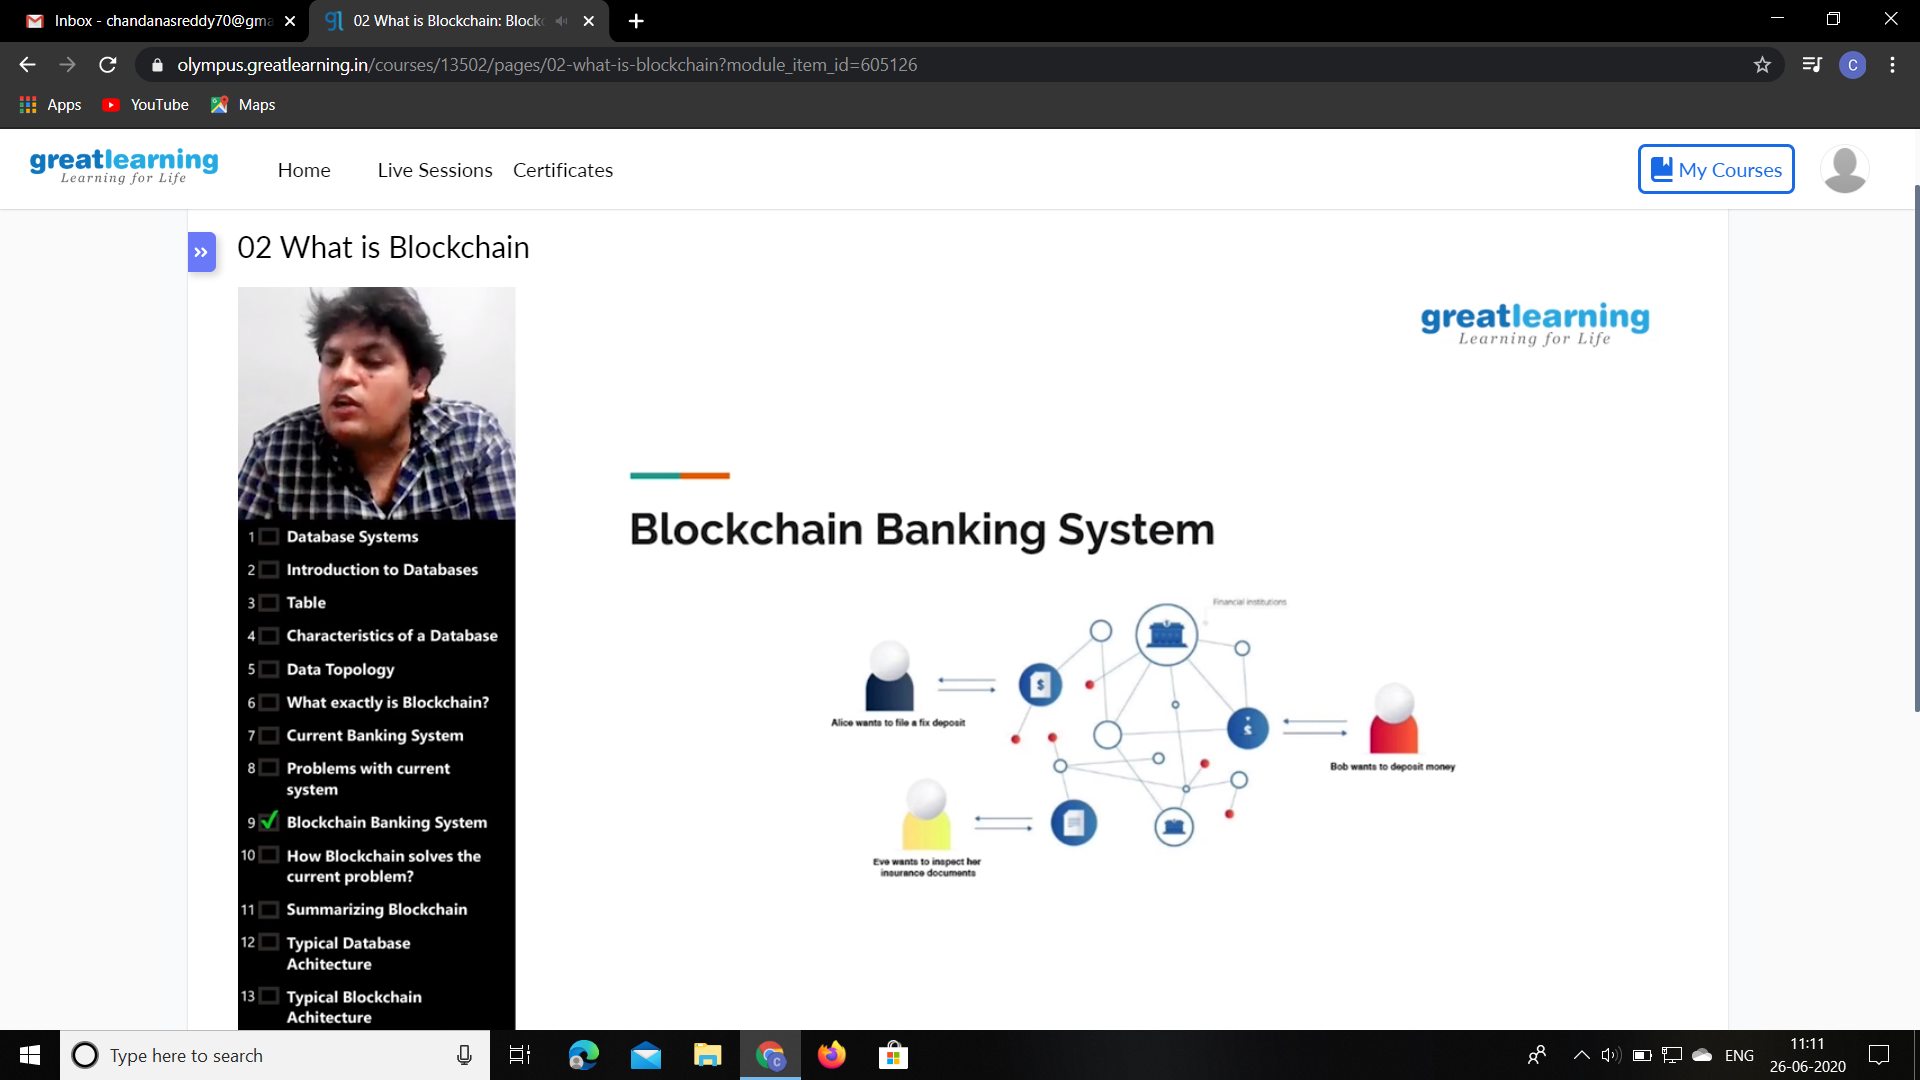 Inbox - chandanasreddy70@gma
02 What is Blockchain: Block
olympus.greatlearning.in/courses/13502/pages/02-what-is-blockchain?module_item_id=605126
C
Apps
YouTube
Maps
greatlearning
Learning for Life
Home
Live Sessions
Certificates
My Courses
02 What is Blockchain
greatlearning
Learning for Life
1 Database Systems
2 Introduction to Databases
3 Table
4 Characteristics of a Database
5 Data Topology
6 What exactly is Blockchain?
7 Current Banking System
8 Problems with current
system
9 Blockchain Banking System
10 How Blockchain solves the
current problem?
11 Summarizing Blockchain
12 Typical Database
Achitecture
13 Typical Blockchain
Achitecture
Blockchain Banking System
Financial institutions
$
Alice wants to file a fix deposit
$
Bob wants to deposit money
Eve wants to inspect her
insurance documents
Type here to search
C
ENG
11:11
26-06-2020